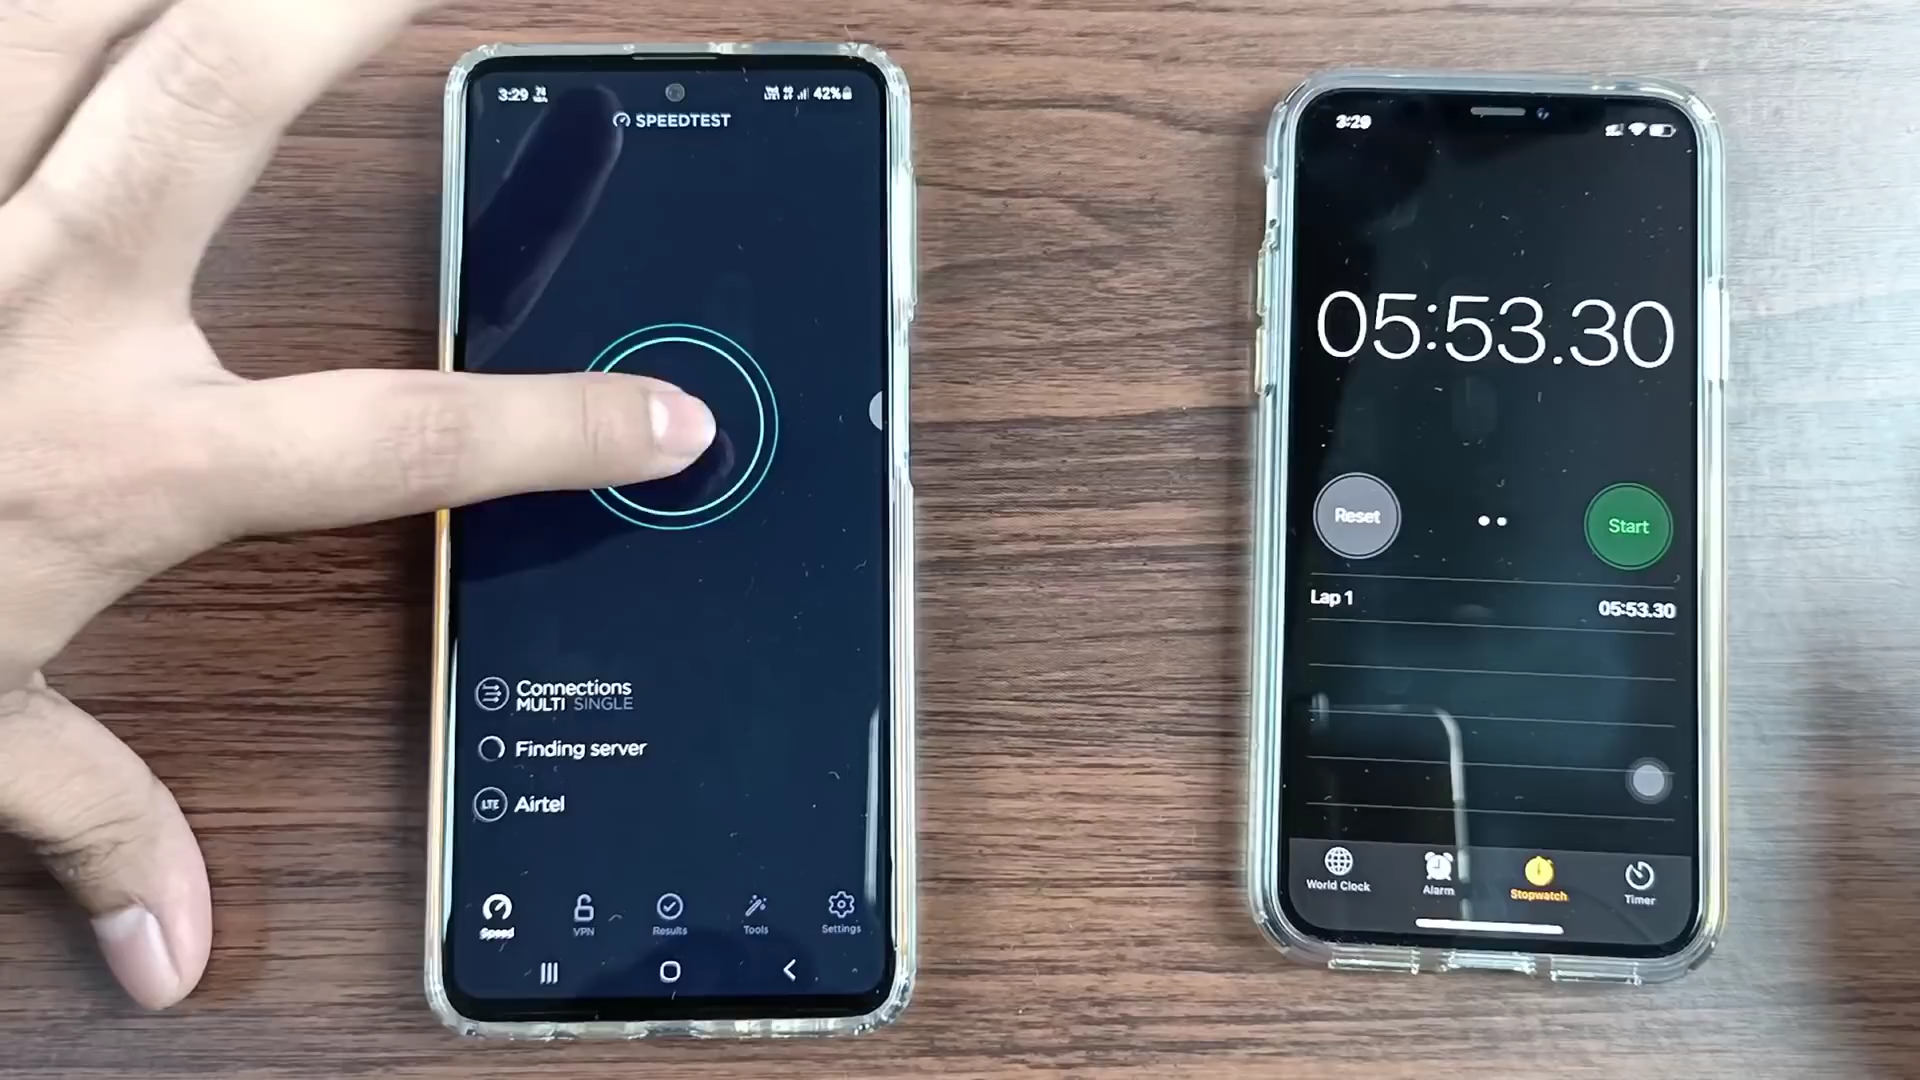 3:29
42%
SPEEDTEST
Connections
MULTI SINGLE
Finding server
LTE Airtel
Speed VPN Results Tools Settings
3:29
05:53.30
Reset Start
Lap 1 05:53.30
World Clock Alarm Stopwatch Timer